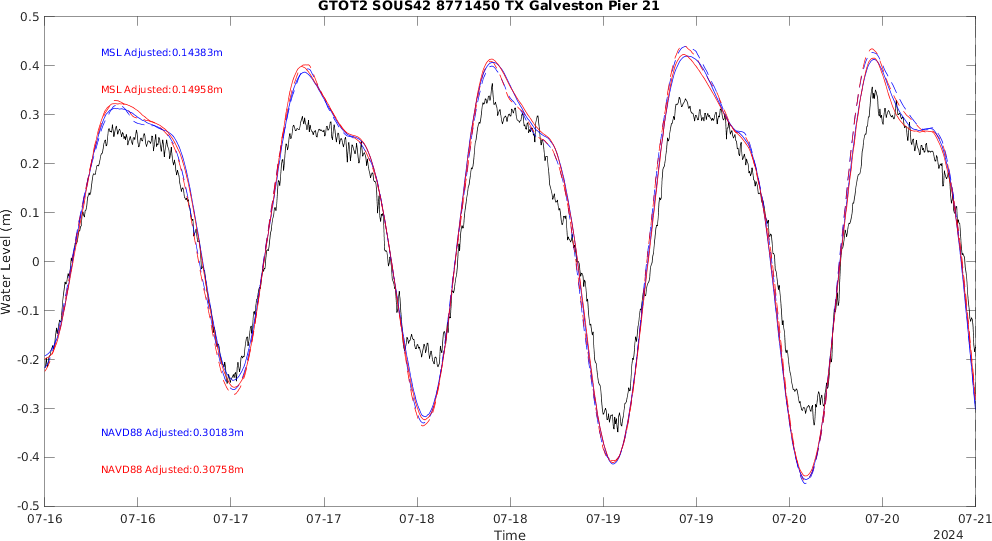 GTOT2 SOUS42 8771450 TX Galveston Pier 21
0.5
0.4
0.3
0.2
0.1
0
-0.1
-0.2
-0.3
-0.4
-0.5
Water Level (m)
MSL Adjusted:0.14383m
MSL Adjusted:0.14958m
NAVD88 Adjusted:0.30183m
NAVD88 Adjusted:0.30758m
07-16 07-16 07-17 07-17 07-18 07-18 07-19 07-19 07-20 07-20 07-21
Time
2024